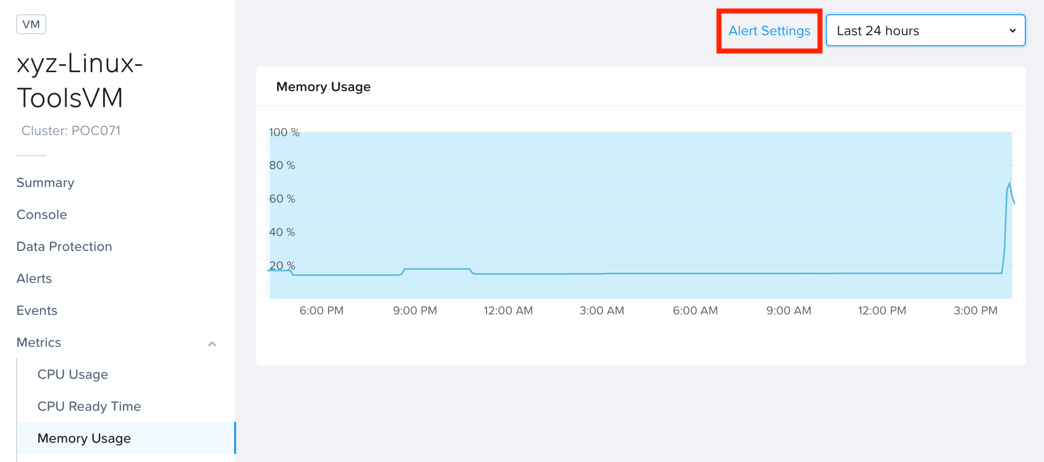 VM
xyz-Linux-
ToolsVM
Cluster: POC071
Summary
Console
Data Protection
Alerts
Events
Metrics
CPU Usage
CPU Ready Time
Memory Usage
Alert Settings
Last 24 hours
Memory Usage
100 %
80 %
60 %
40 %
20 %
6:00 PM 9:00 PM 12:00 AM 3:00 AM 6:00 AM 9:00 AM 12:00 PM 3:00 PM